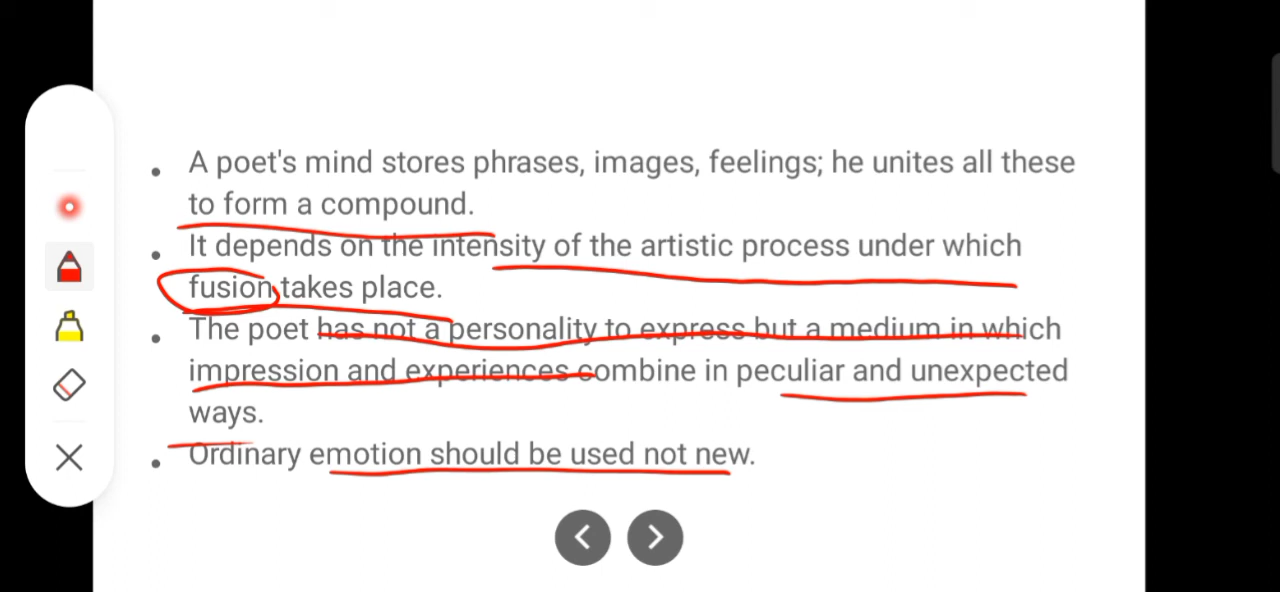 A poet's mind stores phrases, images, feelings; he unites all these
to form a compound.
It depends on the intensity of the artistic process under which
fusion takes place.
The poet has not a personality to express but a medium in which
impression and experiences combine in peculiar and unexpected
ways.
Ordinary emotion should be used not new.